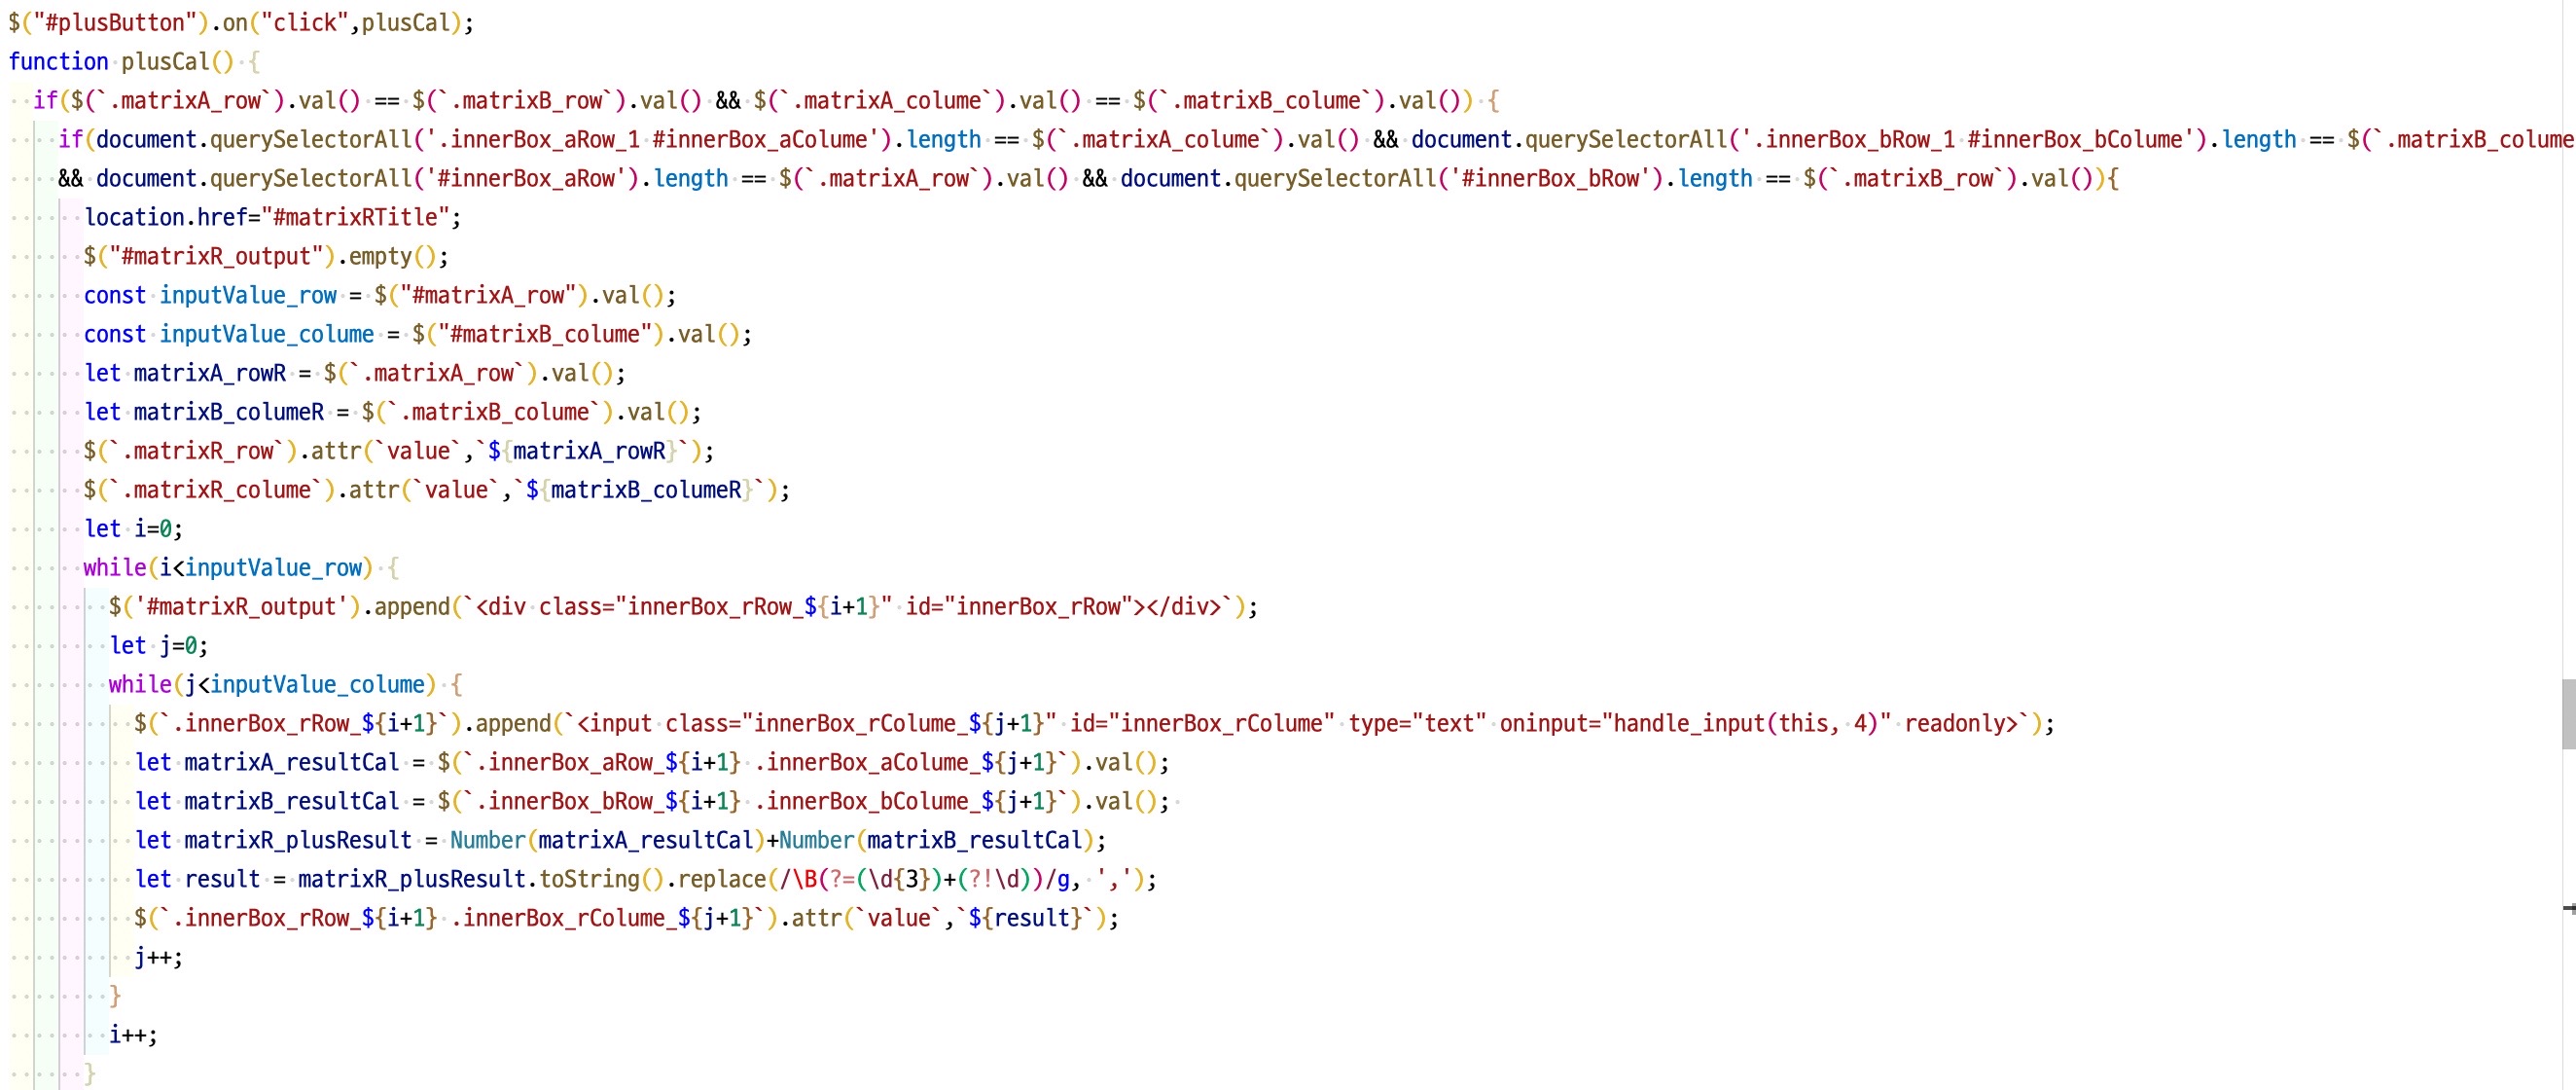 $("#plusButton").on("click",plusCal);
function plusCal() {
if($(`.matrixA_row`).val() == $(`.matrixB_row`).val() && $(`.matrixA_colume`).val() == $(`.matrixB_colume`).val()) {
if(document.querySelectorAll('.innerBox_aRow_1 #innerBox_aColume').length == $(`.matrixA_colume`).val() && document.querySelectorAll('.innerBox_bRow_1 #innerBox_bColume').length == $(`.matrixB_colume
&& document.querySelectorAll('#innerBox_aRow').length == $(`.matrixA_row`).val() && document.querySelectorAll('#innerBox_bRow').length == $(`.matrixB_row`).val()){
location.href="#matrixRTitle";
$("#matrixR_output").empty();
const inputValue_row = $("#matrixA_row").val();
const inputValue_colume = $("#matrixB_colume").val();
let matrixA_rowR = $(`.matrixA_row`).val();
let matrixB_columeR = $(`.matrixB_colume`).val();
$(`.matrixR_row`).attr(`value`,`${matrixA_rowR}`);
$(`.matrixR_colume`).attr(`value`,`${matrixB_columeR}`);
let i=0;
while(i<inputValue_row) {
$('#matrixR_output').append(`<div class="innerBox_rRow_${i+1}" id="innerBox_rRow"></div>`);
let j=0;
while(j<inputValue_colume) {
$(`.innerBox_rRow_${i+1}`).append(`<input class="innerBox_rColume_${j+1}" id="innerBox_rColume" type="text" oninput="handle_input(this, 4)" readonly>`);
let matrixA_resultCal = $(`.innerBox_aRow_${i+1} .innerBox_aColume_${j+1}`).val();
let matrixB_resultCal = $(`.innerBox_bRow_${i+1} .innerBox_bColume_${j+1}`).val();
let matrixR_plusResult = Number(matrixA_resultCal)+Number(matrixB_resultCal);
let result = matrixR_plusResult.toString().replace(/\B(?=(\d{3})+(?!\d))/g, ',');
$(`.innerBox_rRow_${i+1} .innerBox_rColume_${j+1}`).attr(`value`,`${result}`);
j++;
}
i++;
}